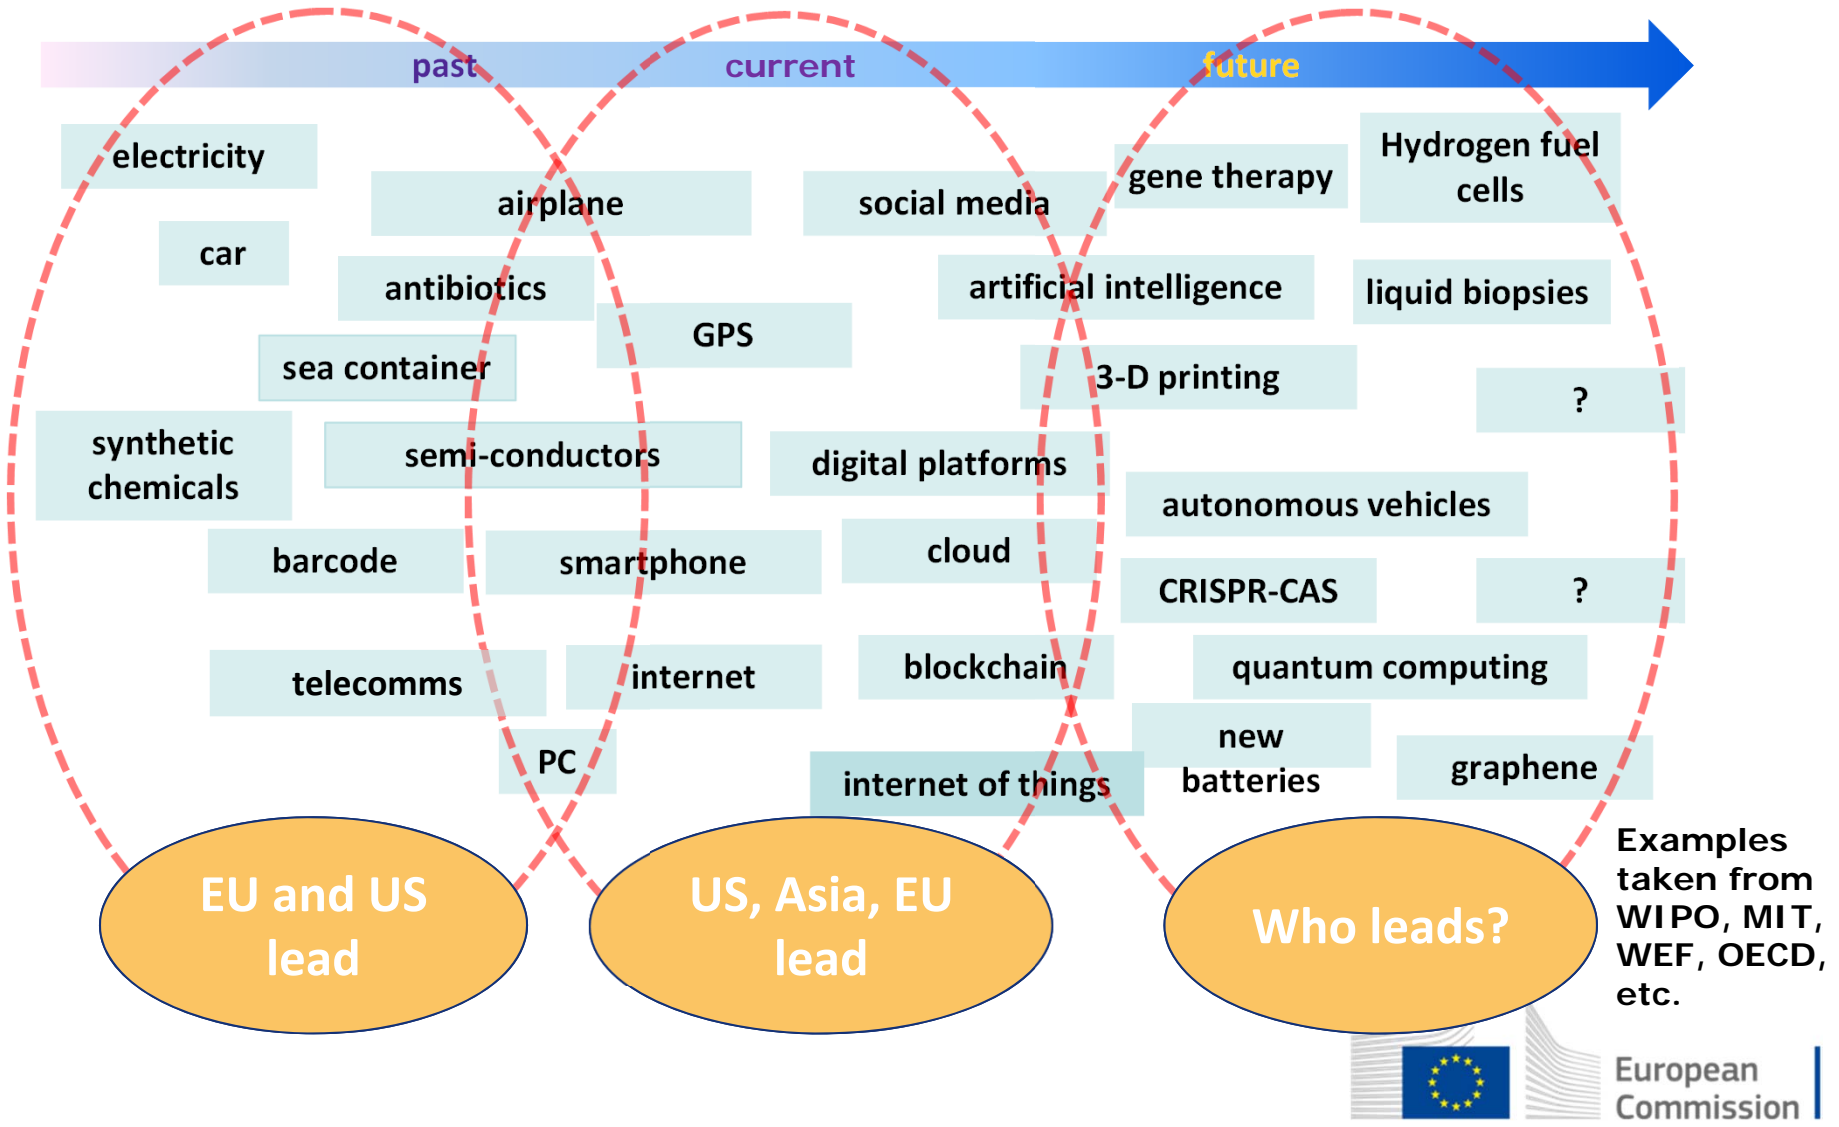 past
current
future
electricity
car
airplane
antibiotics
sea container
GPS
synthetic
chemicals
semi-conductors
barcode
smartphone
telecomms
internet
PC
social media
artificial intelligence
3-D printing
digital platforms
cloud
blockchain
internet of things
gene therapy
Hydrogen fuel
cells
liquid biopsies
?
autonomous vehicles
CRISPR-CAS
?
quantum computing
new
batteries
graphene
EU and US
lead
US, Asia, EU
lead
Who leads?
Examples
taken from
WIPO, MIT,
WEF, OECD,
etc.
European
Commission